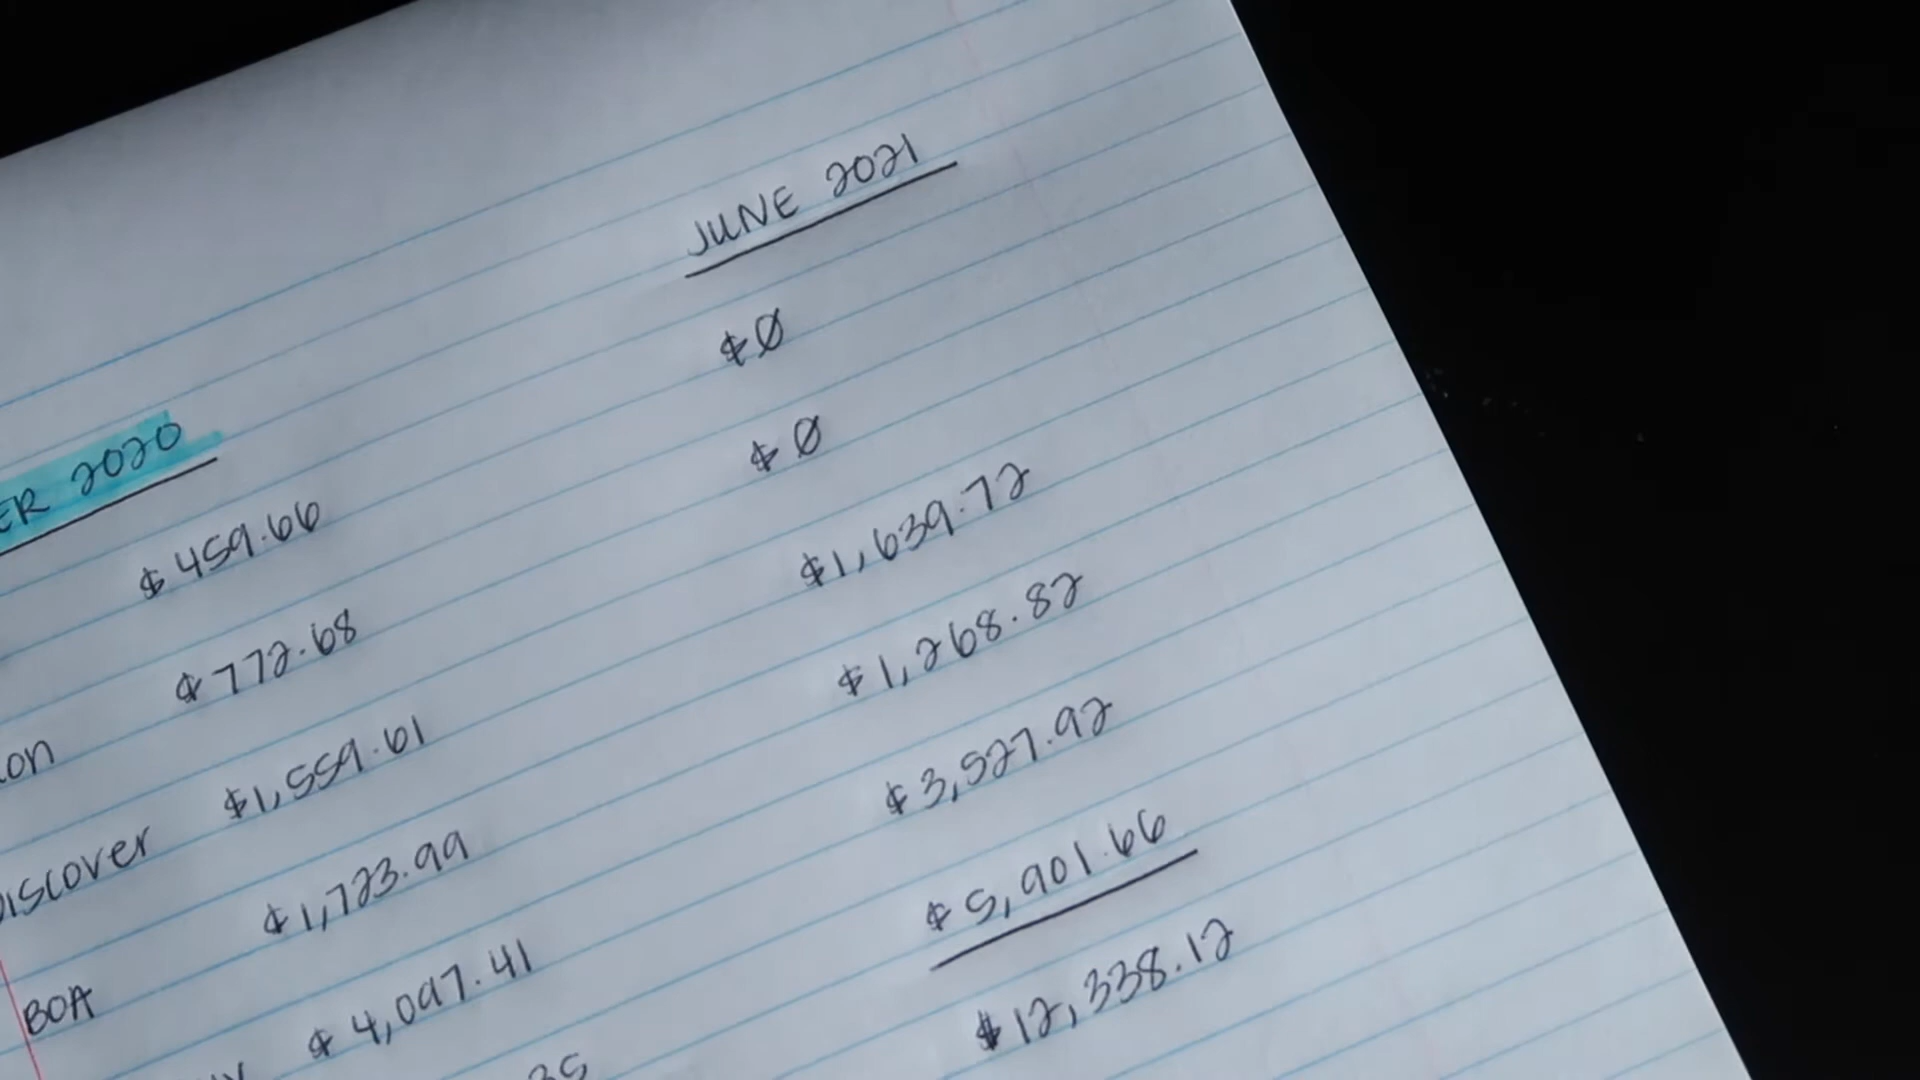 JUNE 2021
$0
$0
$1,639.72
$1,268.82
$3,527.92
$5,901.66
$12,338.12
ER 2020
$459.66
on $772.68
Discover $1,559.61
BOA $1,723.99
$4,097.41
35